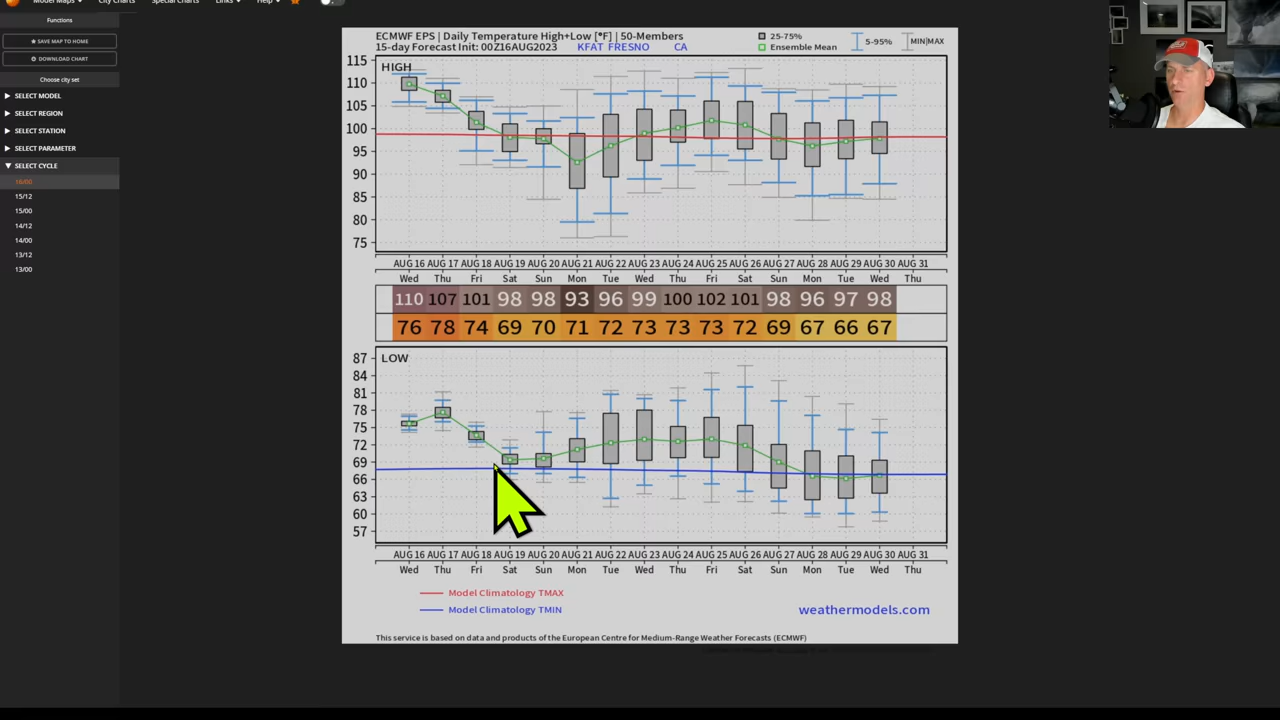 Model Maps City Charts Special Charts Links Help
Functions
SAVE MAP TO HOME
DOWNLOAD CHART
Choose city set
SELECT MODEL
SELECT REGION
SELECT STATION
SELECT PARAMETER
SELECT CYCLE
16/00
15/12
15/00
14/12
14/00
13/12
13/00
ECMWF EPS | Daily Temperature High+Low [°F] | 50-Members
15-day Forecast Init: 00Z16AUG2023 KFAT FRESNO CA
25-75%
Ensemble Mean
5-95%
MIN|MAX
HIGH
115
110
105
100
95
90
85
80
75
AUG 16 AUG 17 AUG 18 AUG 19 AUG 20 AUG 21 AUG 22 AUG 23 AUG 24 AUG 25 AUG 26 AUG 27 AUG 28 AUG 29 AUG 30 AUG 31
Wed Thu Fri Sat Sun Mon Tue Wed Thu Fri Sat Sun Mon Tue Wed Thu
110 107 101 98 98 93 96 99 100 102 101 98 96 97 98
76 78 74 69 70 71 72 73 73 73 72 69 67 66 67
LOW
87
84
81
78
75
72
69
66
63
60
57
AUG 16 AUG 17 AUG 18 AUG 19 AUG 20 AUG 21 AUG 22 AUG 23 AUG 24 AUG 25 AUG 26 AUG 27 AUG 28 AUG 29 AUG 30 AUG 31
Wed Thu Fri Sat Sun Mon Tue Wed Thu Fri Sat Sun Mon Tue Wed Thu
Model Climatology TMAX
Model Climatology TMIN
weathermodels.com
This service is based on data and products of the European Centre for Medium-Range Weather Forecasts (ECMWF)